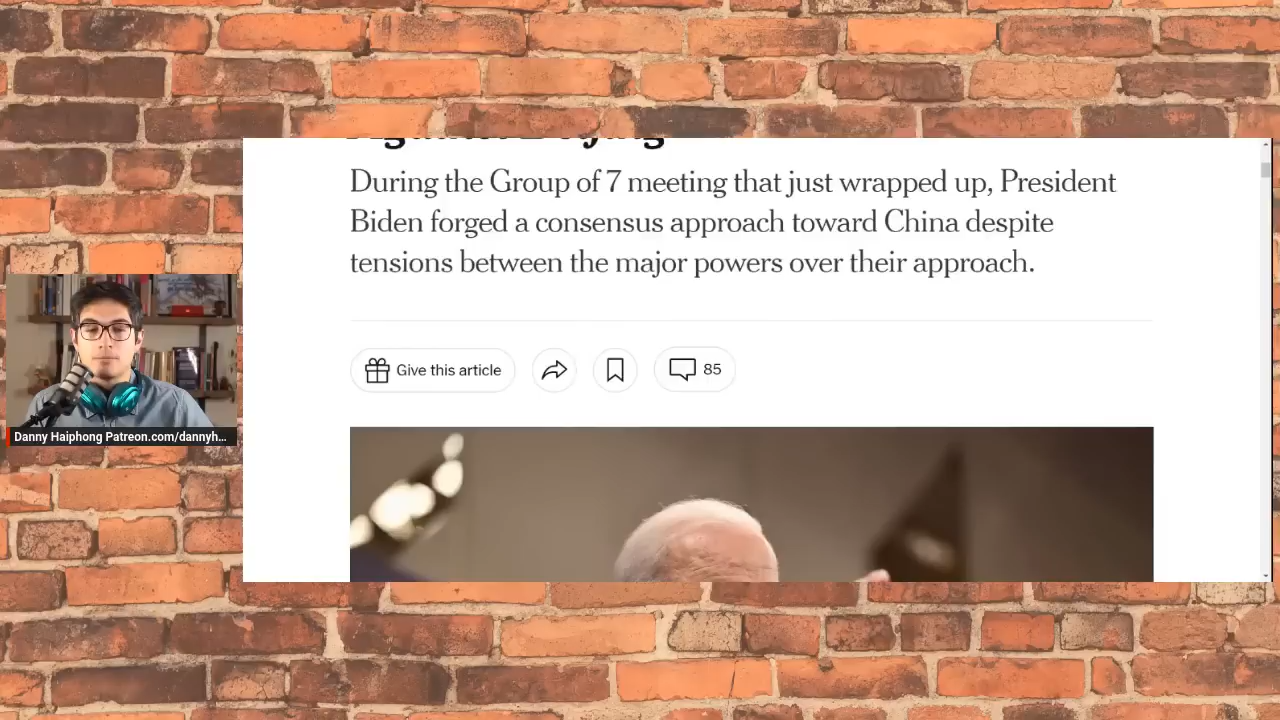 During the Group of 7 meeting that just wrapped up, President
Biden forged a consensus approach toward China despite
tensions between the major powers over their approach.
Give this article
85
Danny Haiphong Patreon.com/dannyh...